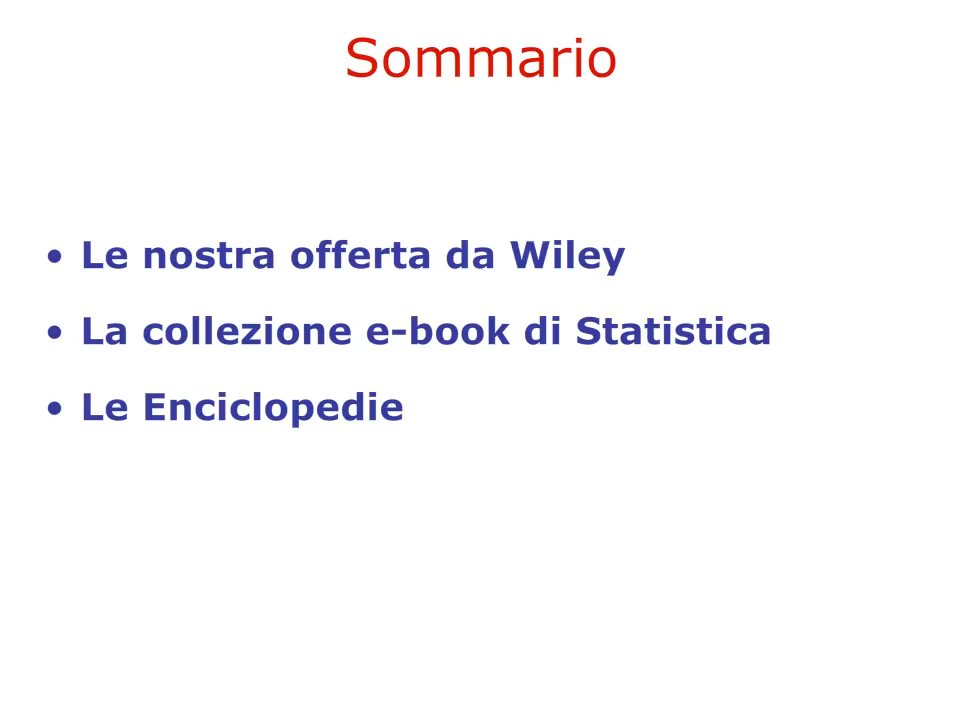 Sommario
• Le nostra offerta da Wiley
• La collezione e-book di Statistica
• Le Enciclopedie